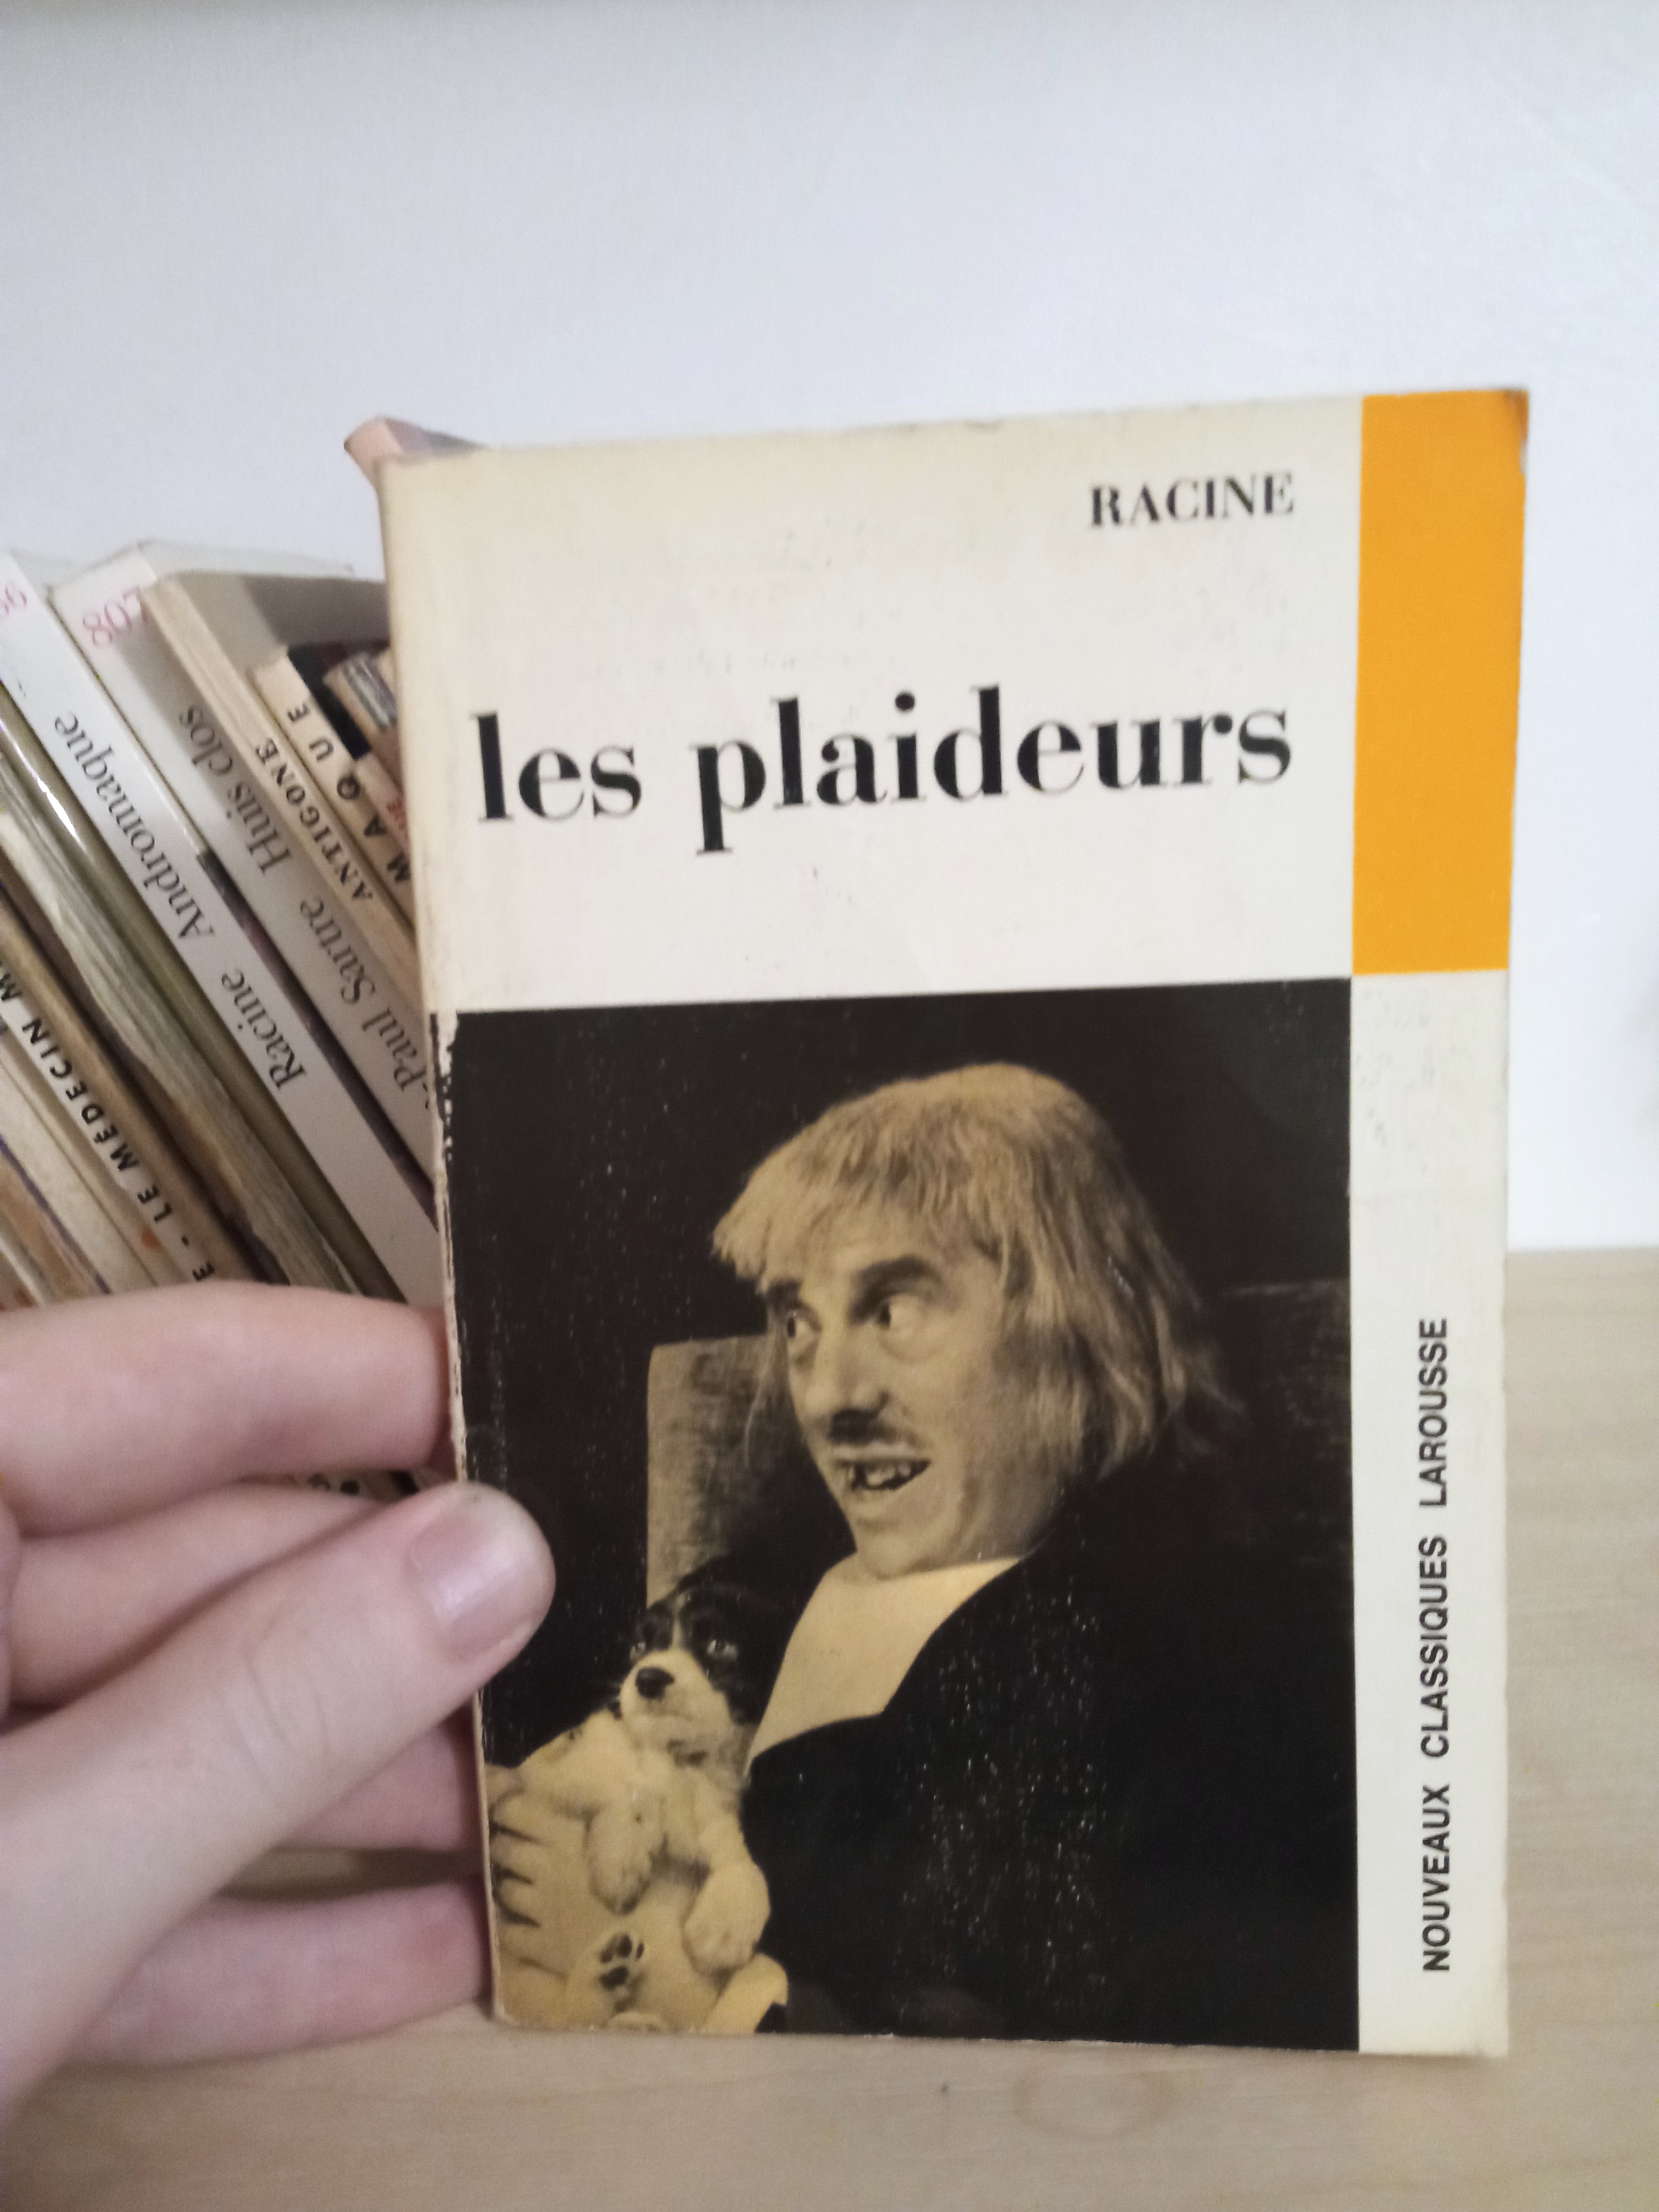 RACINE
les plaideurs
NOUVEAUX CLASSIQUES LAROUSSE
807
Andromaque
Racine
Huis clos
Paul Sartre
ANTIGONE
LE MÉDECIN